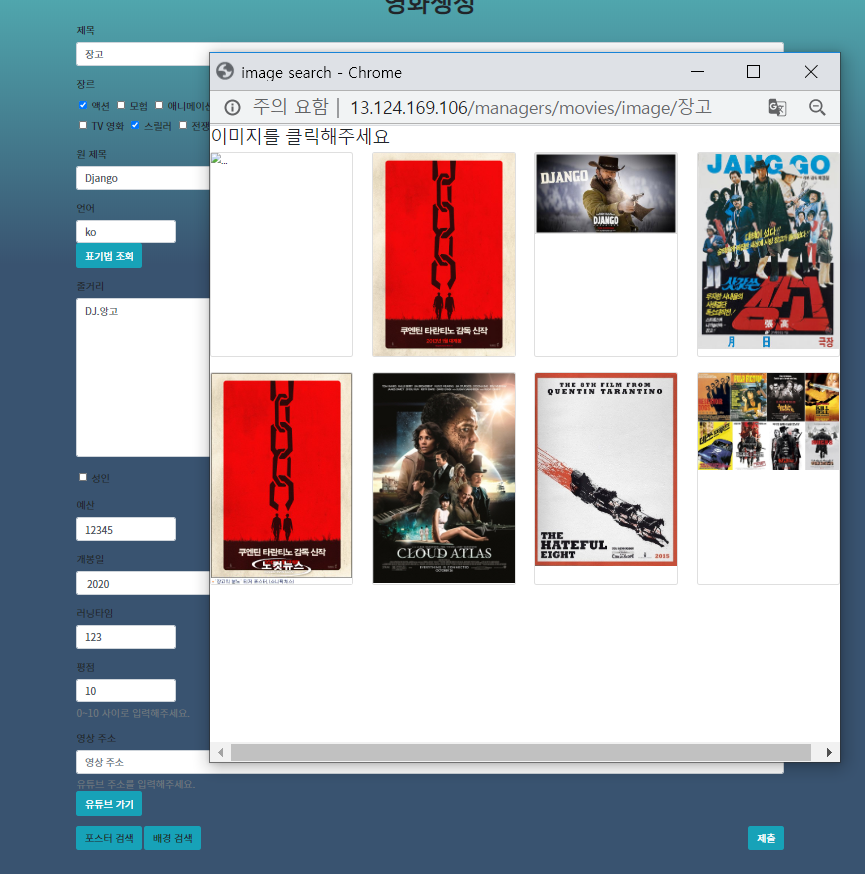 영화생성
제목
장고
장르
액션 모험 애니메이션
TV 영화 스릴러 전쟁
원 제목
Django
언어
ko
표기법 조회
줄거리
DJ.앙고
성인
예산
12345
개봉일
2020
러닝타임
123
평점
10
0~10 사이로 입력해주세요.
영상 주소
영상 주소
유튜브 주소를 입력해주세요.
유튜브 가기
포스터 검색 배경 검색 제출
image search - Chrome
주의 요함 | 13.124.169.106/managers/movies/image/장고
이미지를 클릭해주세요
쿠엔틴 타란티노 감독 신작
DJANGO
DJANGO
JANG GO
장고
張高
月 日 극장
쿠엔틴 타란티노 감독 신작
노컷뉴스
CLOUD ATLAS
THE 8TH FILM FROM
QUENTIN TARANTINO
THE
HATEFUL
EIGHT
2015